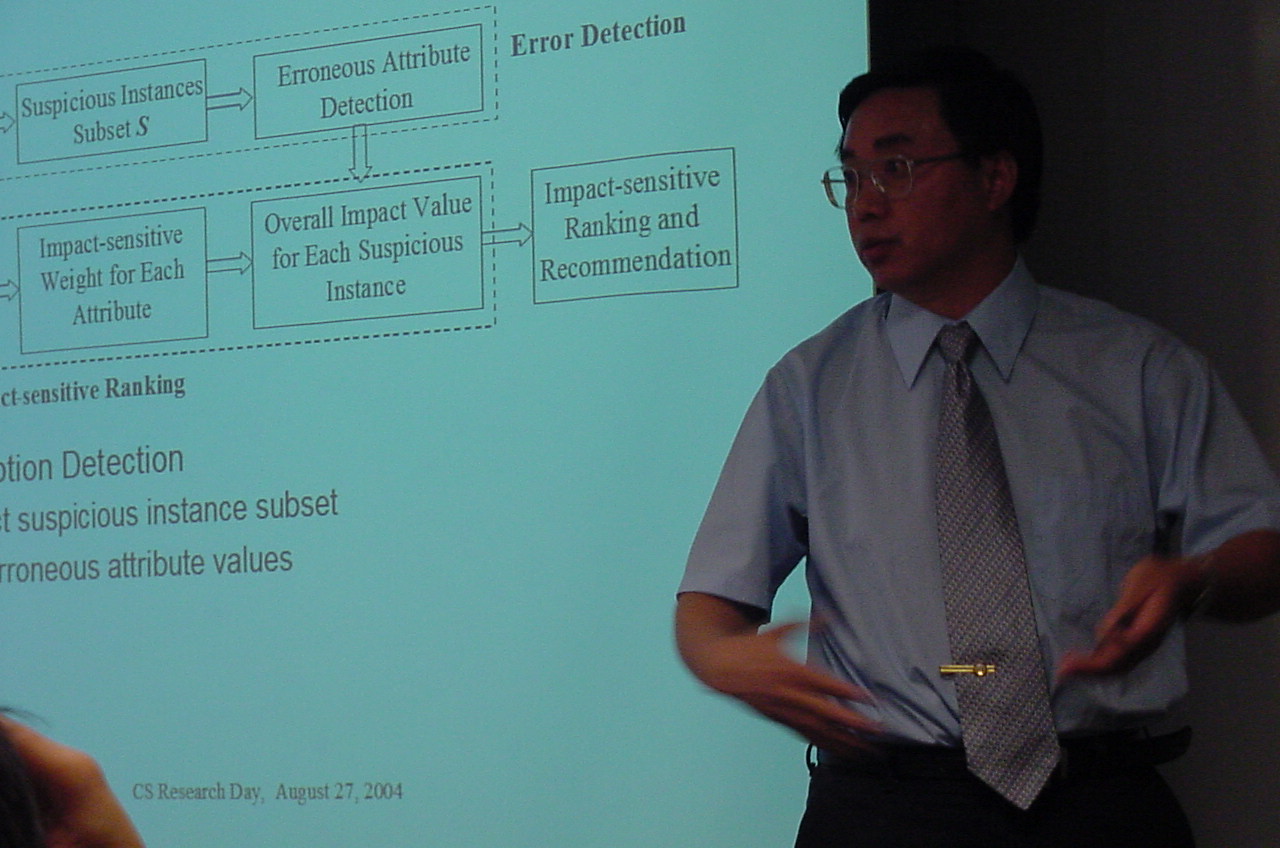 Error Detection
Suspicious Instances
Subset S
Erroneous Attribute
Detection
Impact-sensitive
Weight for Each
Attribute
Overall Impact Value
for Each Suspicious
Instance
Impact-sensitive
Ranking and
Recommendation
ct-sensitive Ranking
ption Detection
ct suspicious instance subset
rroneous attribute values
CS Research Day, August 27, 2004